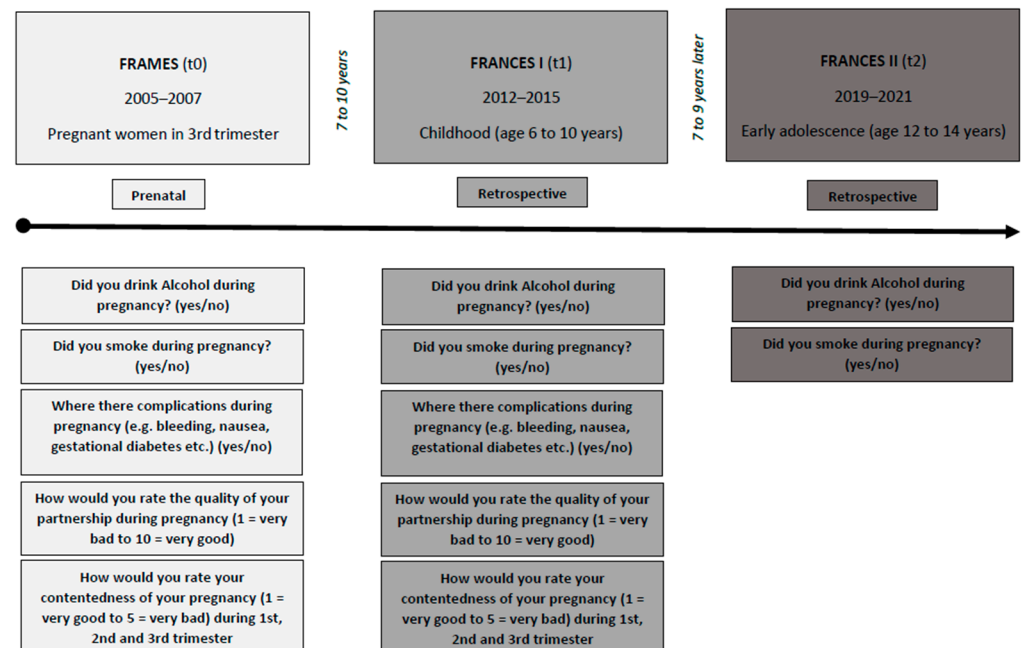 FRAMES (t0)
2005–2007
Pregnant women in 3rd trimester
7 to 10 years
FRANCES I (t1)
2012–2015
Childhood (age 6 to 10 years)
7 to 9 years later
FRANCES II (t2)
2019–2021
Early adolescence (age 12 to 14 years)
Prenatal
Retrospective
Retrospective
Did you drink Alcohol during
pregnancy? (yes/no)
Did you smoke during pregnancy?
(yes/no)
Where there complications during
pregnancy (e.g. bleeding, nausea,
gestational diabetes etc.) (yes/no)
How would you rate the quality of your
partnership during pregnancy (1 = very
bad to 10 = very good)
How would you rate your
contentedness of your pregnancy (1 =
very good to 5 = very bad) during 1st,
2nd and 3rd trimester
Did you drink Alcohol during
pregnancy? (yes/no)
Did you smoke during pregnancy?
(yes/no)
Where there complications during
pregnancy (e.g. bleeding, nausea,
gestational diabetes etc.) (yes/no)
How would you rate the quality of your
partnership during pregnancy (1 = very
bad to 10 = very good)
How would you rate your
contentedness of your pregnancy (1 =
very good to 5 = very bad) during 1st,
2nd and 3rd trimester
Did you drink Alcohol during
pregnancy? (yes/no)
Did you smoke during pregnancy?
(yes/no)